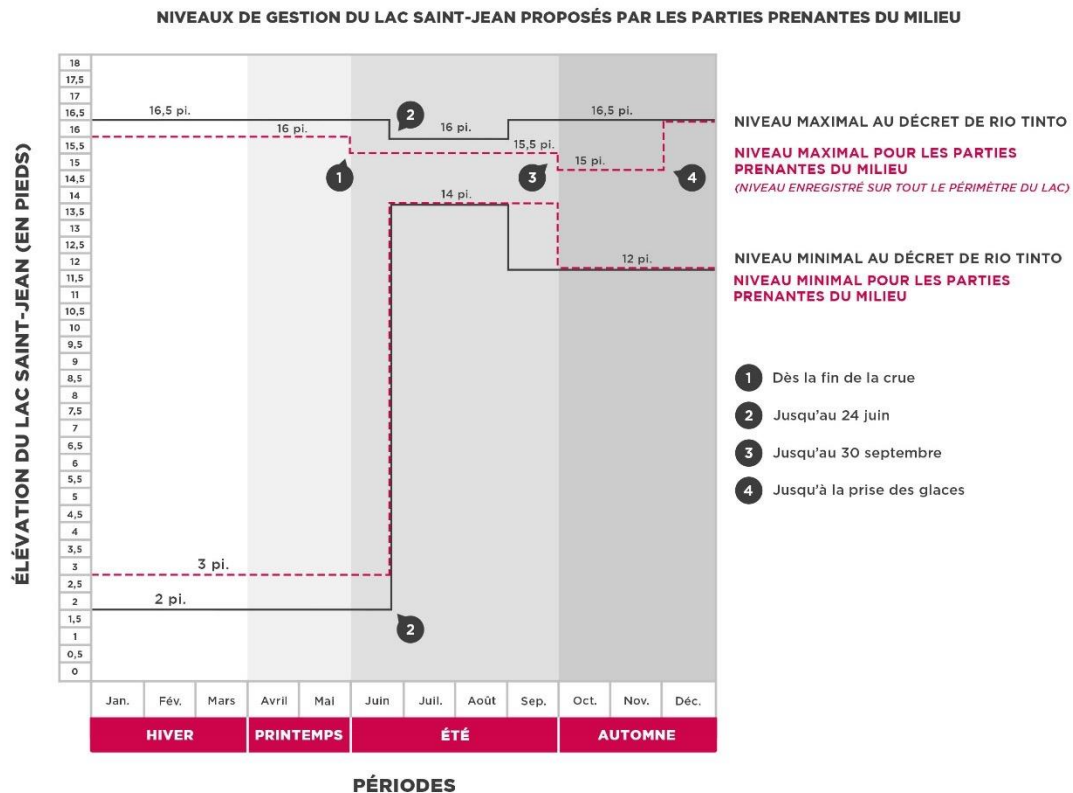 NIVEAUX DE GESTION DU LAC SAINT-JEAN PROPOSÉS PAR LES PARTIES PRENANTES DU MILIEU
ÉLÉVATION DU LAC SAINT-JEAN (EN PIEDS)
18
17,5
17
16,5
16
15,5
15
14,5
14
13,5
13
12,5
12
11,5
11
10,5
10
9,5
9
8,5
8
7,5
7
6,5
6
5,5
5
4,5
4
3,5
3
2,5
2
1,5
1
0,5
0
16,5 pi.
2
16,5 pi.
16 pi.
16 pi.
15,5 pi.
15 pi.
1
3
4
14 pi.
12 pi.
3 pi.
2 pi.
2
NIVEAU MAXIMAL AU DÉCRET DE RIO TINTO
NIVEAU MAXIMAL POUR LES PARTIES
PRENANTES DU MILIEU
(NIVEAU ENREGISTRÉ SUR TOUT LE PÉRIMÈTRE DU LAC)
NIVEAU MINIMAL AU DÉCRET DE RIO TINTO
NIVEAU MINIMAL POUR LES PARTIES
PRENANTES DU MILIEU
1 Dès la fin de la crue
2 Jusqu'au 24 juin
3 Jusqu'au 30 septembre
4 Jusqu'à la prise des glaces
Jan. Fév. Mars Avril Mai Juin Juil. Août Sep. Oct. Nov. Déc.
HIVER PRINTEMPS ÉTÉ AUTOMNE
PÉRIODES